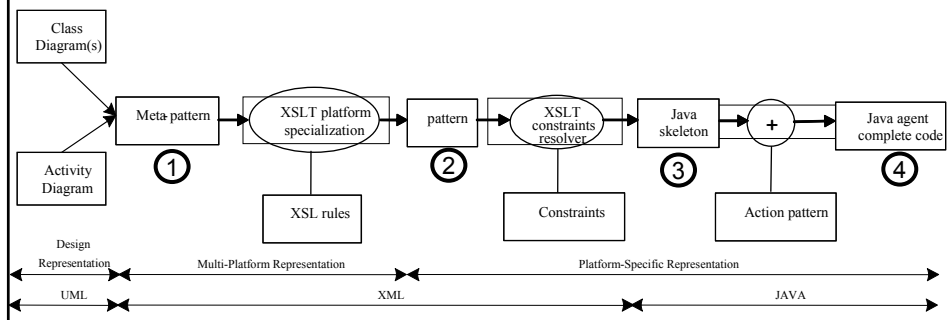 Class
Diagram(s)
Meta-pattern
XSLT platform
specialization
pattern
XSLT
constraints
resolver
Java
skeleton
+
Java agent
complete code
1
2
3
4
Activity
Diagram
XSL rules
Constraints
Action pattern
Design
Representation
Multi-Platform Representation
Platform-Specific Representation
UML
XML
JAVA